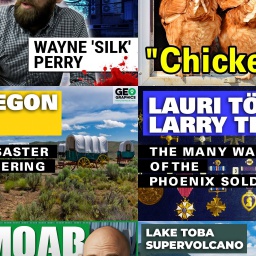 WAYNE 'SILK'
PERRY
"Chicke
EGON
GEO
GRAPHICS
ASTER
ERING
LAURI TÖ
LARRY T
THE MANY WA
OF THE
PHOENIX SOLD
MOAB
LAKE TOBA
SUPERVOLCANO